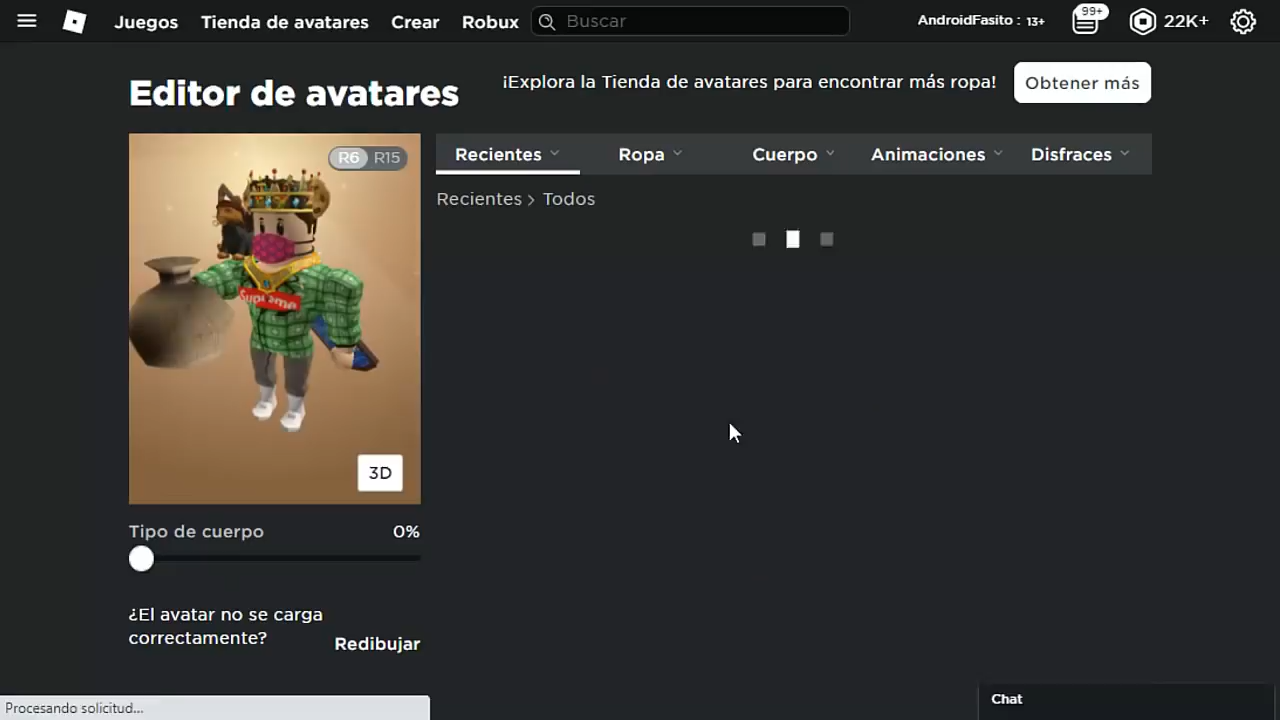 Juegos Tienda de avatares Crear Robux Buscar AndroidFasito : 13+ 99+ 22K+
Editor de avatares
¡Explora la Tienda de avatares para encontrar más ropa! Obtener más
R6 R15
Recientes Ropa Cuerpo Animaciones Disfraces
Recientes > Todos
Supreme
3D
Tipo de cuerpo 0%
¿El avatar no se carga
correctamente?
Redibujar
Procesando solicitud...
Chat